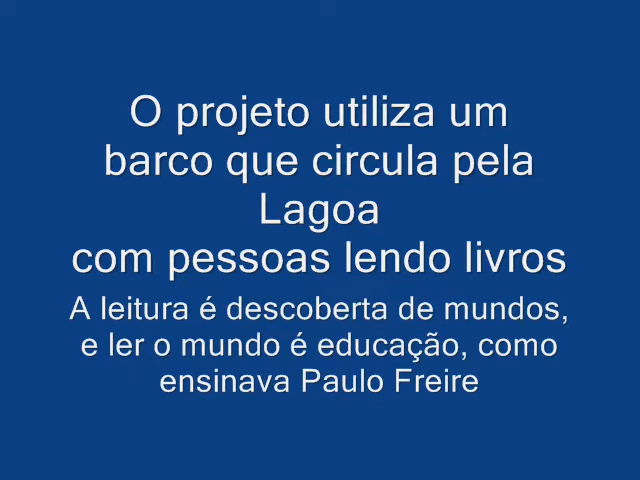 O projeto utiliza um
barco que circula pela
Lagoa
com pessoas lendo livros
A leitura é descoberta de mundos,
e ler o mundo é educação, como
ensinava Paulo Freire